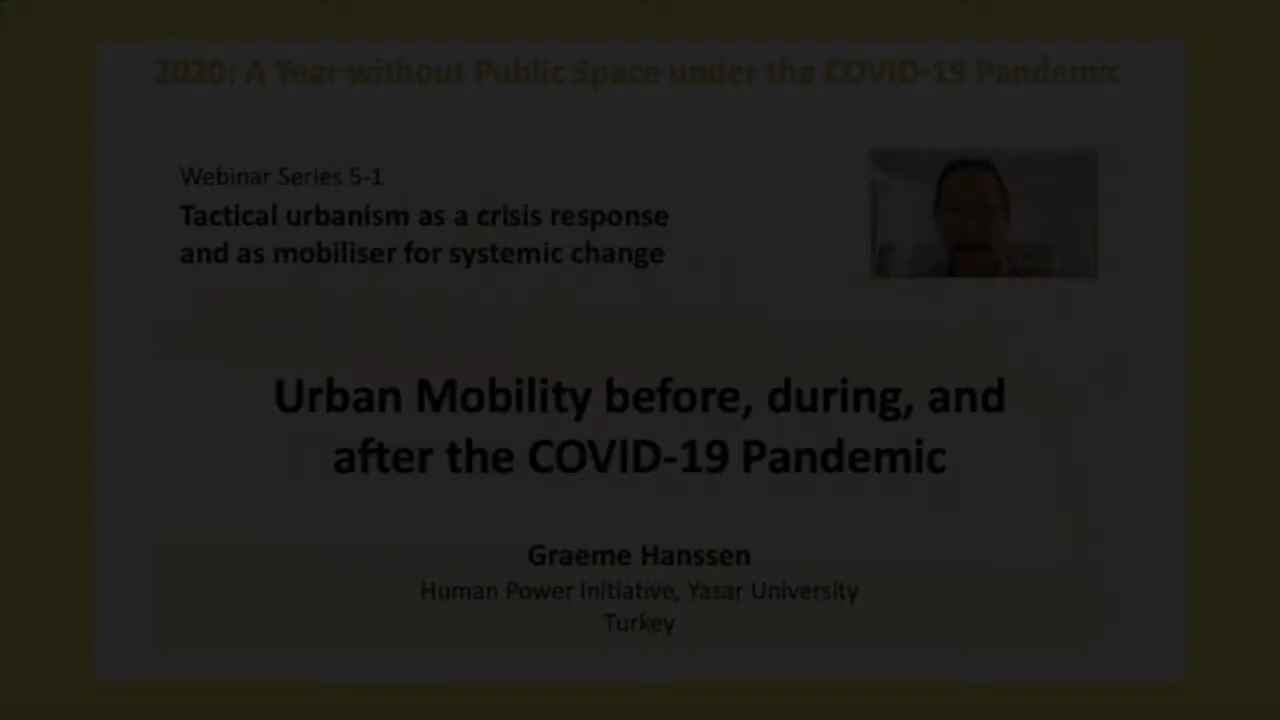 2020: A Year without Public Space under the COVID-19 Pandemic
Webinar Series 5-1
Tactical urbanism as a crisis response
and as mobiliser for systemic change
Urban Mobility before, during, and
after the COVID-19 Pandemic
Graeme Hanssen
Human Power Initiative, Yasar University
Turkey